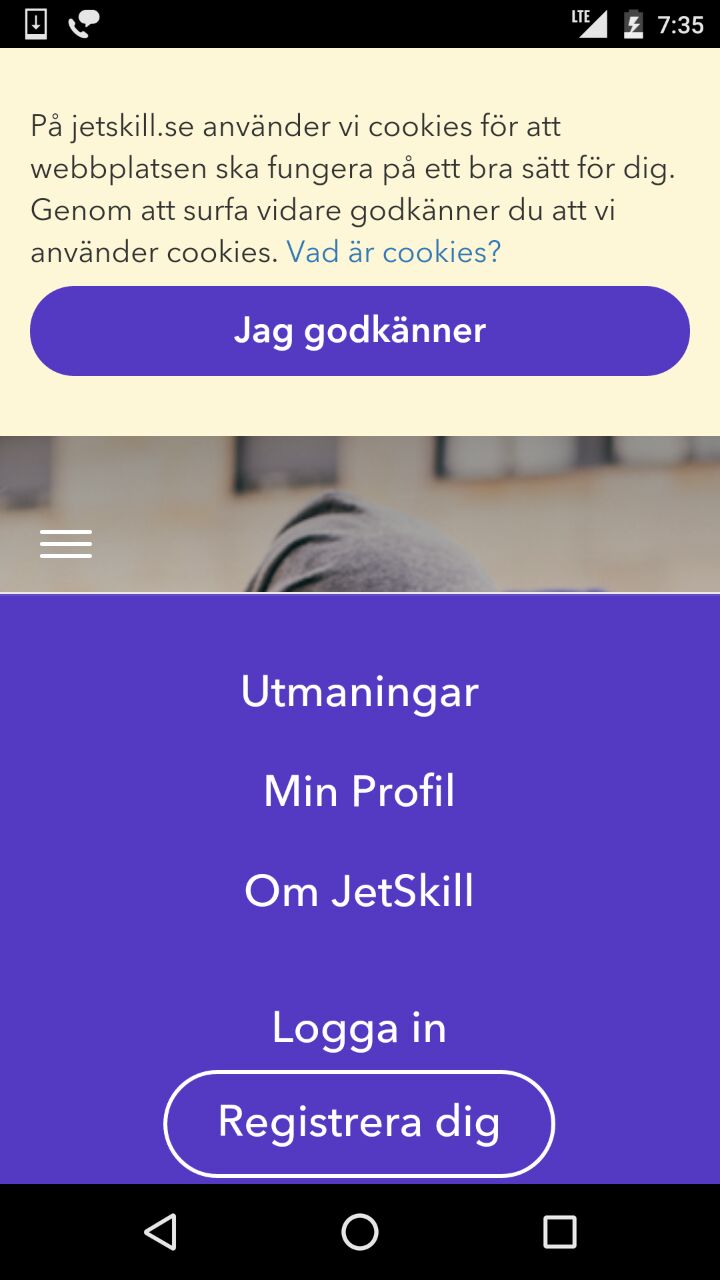 LTE 7:35
På jetskill.se använder vi cookies för att
webbplatsen ska fungera på ett bra sätt för dig.
Genom att surfa vidare godkänner du att vi
använder cookies. Vad är cookies?
Jag godkänner
Utmaningar
Min Profil
Om JetSkill
Logga in
Registrera dig